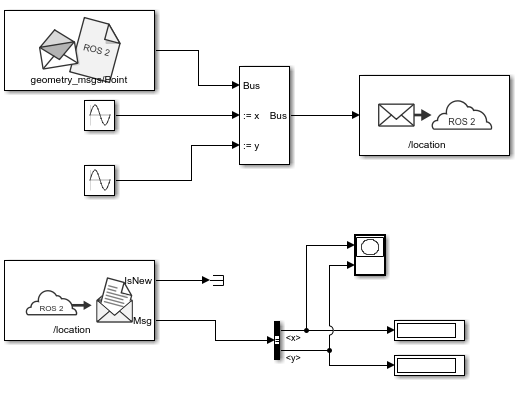 ROS 2
geometry_msgs/Point
Bus
:= x
Bus
:= y
ROS 2
/location
IsNew
ROS 2
Msg
/location
<x>
<y>